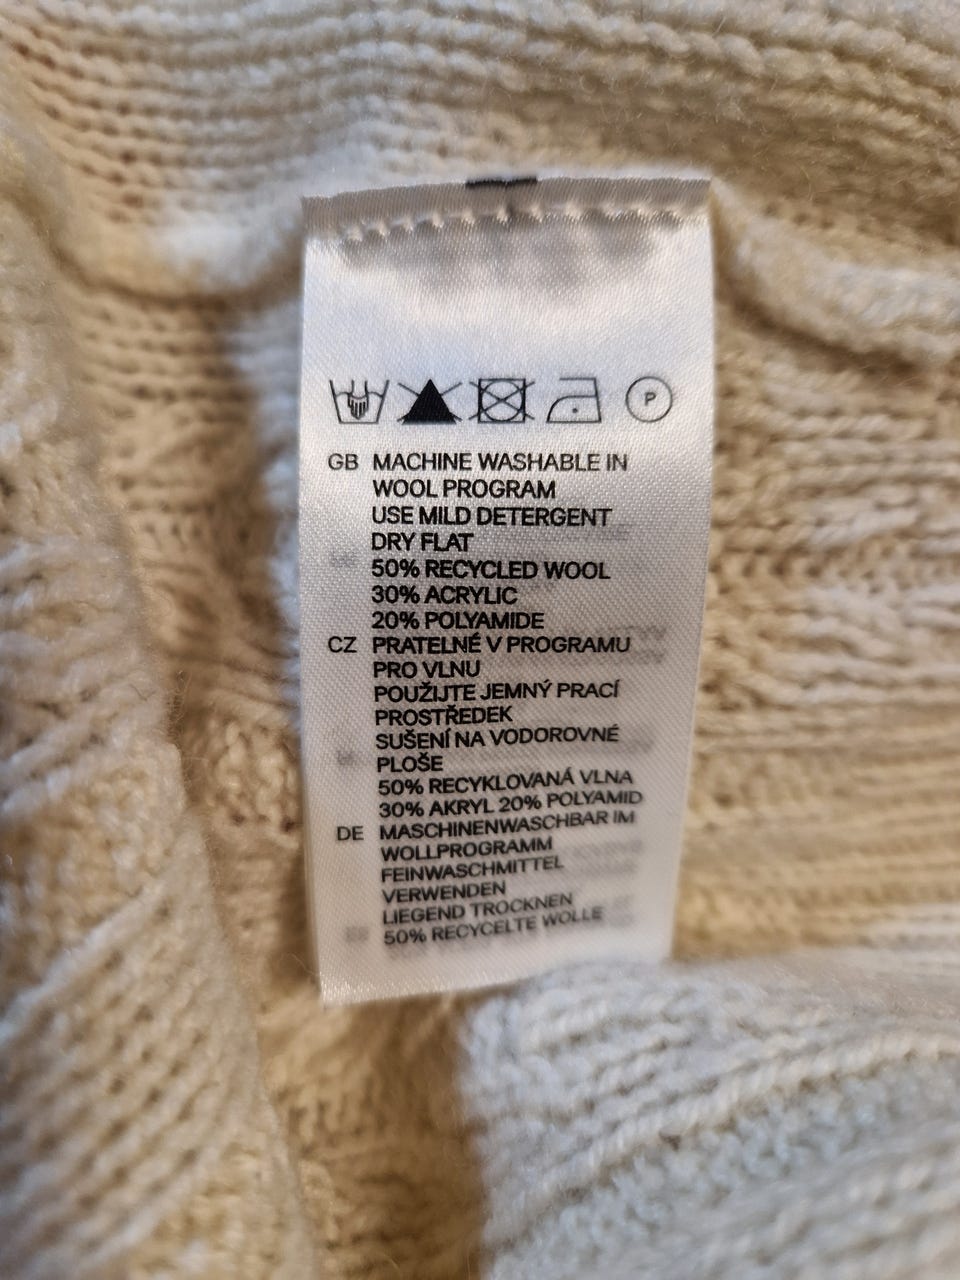 P
GB MACHINE WASHABLE IN
WOOL PROGRAM
USE MILD DETERGENT
DRY FLAT
50% RECYCLED WOOL
30% ACRYLIC
20% POLYAMIDE
CZ PRATELNÉ V PROGRAMU
PRO VLNU
POUŽIJTE JEMNÝ PRACÍ
PROSTŘEDEK
SUŠENÍ NA VODOROVNÉ
PLOŠE
50% RECYKLOVANÁ VLNA
30% AKRYL 20% POLYAMID
DE MASCHINENWASCHBAR IM
WOLLPROGRAMM
FEINWASCHMITTEL
VERWENDEN
LIEGEND TROCKNEN
50% RECYCELTE WOLLE